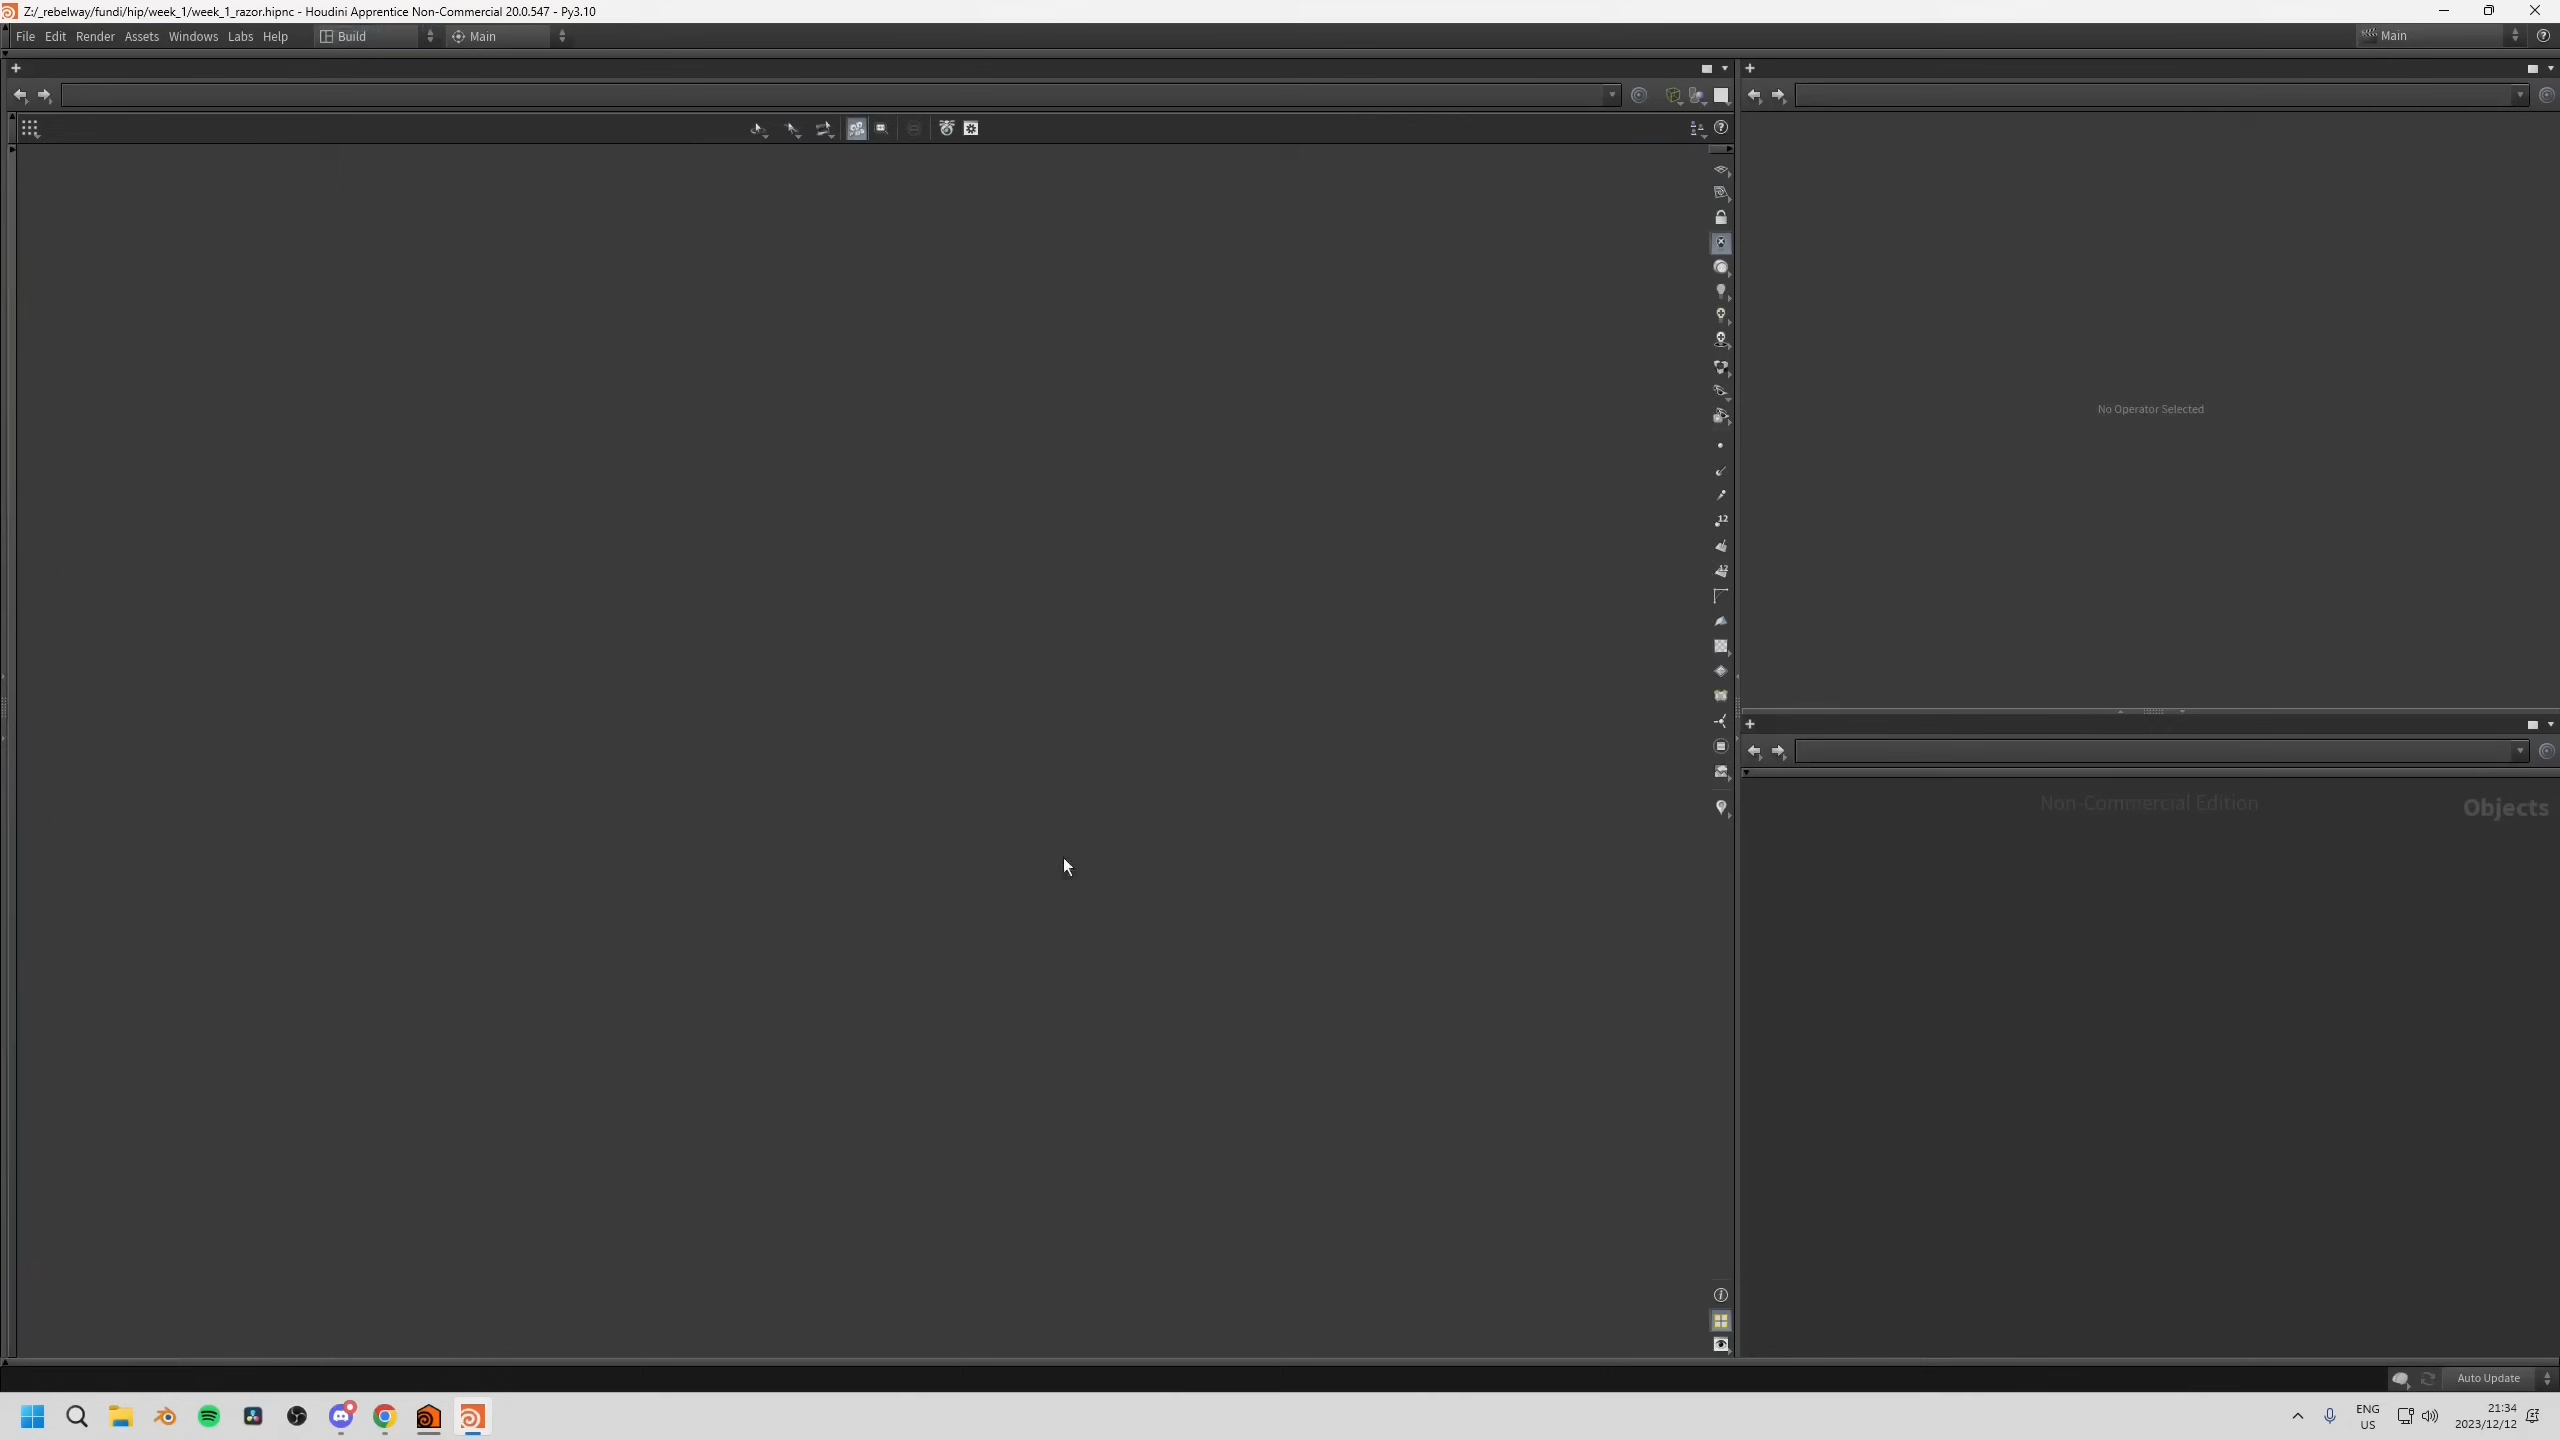 Z:/_rebelway/fundi/hip/week_1/week_1_razor.hipnc - Houdini Apprentice Non-Commercial 20.0.547 - Py3.10
File Edit Render Assets Windows Labs Help Build Main Main
No Operator Selected
12
12
Non-Commercial Edition Objects
Auto Update
ENG
US
21:34
2023/12/12